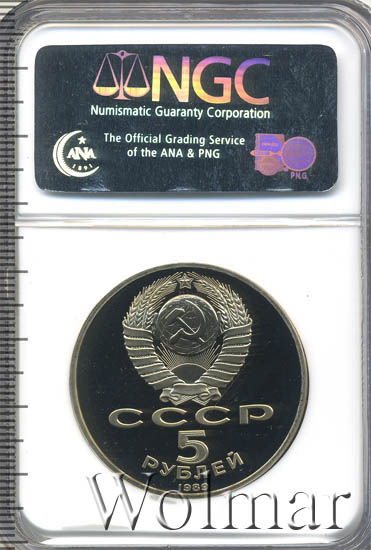 NGC
Numismatic Guaranty Corporation
The Official Grading Service
of the ANA & PNG
ANA
1891
PNG
СССР
5
РУБЛЕЙ
1989
Wolmar